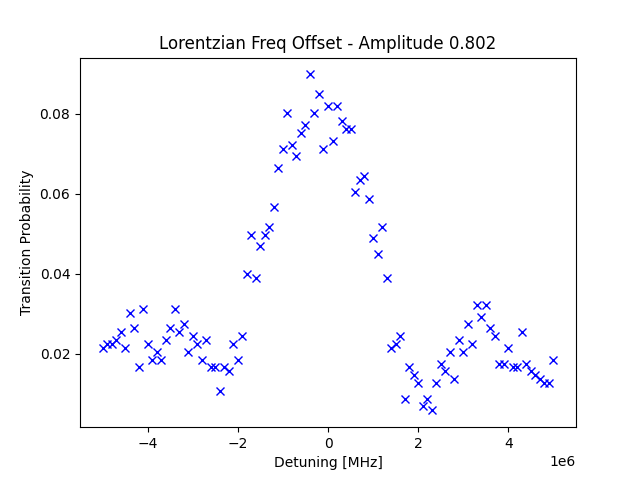 Lorentzian Freq Offset - Amplitude 0.802
Transition Probability
0.08
0.06
0.04
0.02
−4
−2
0
2
4
1e6
Detuning [MHz]